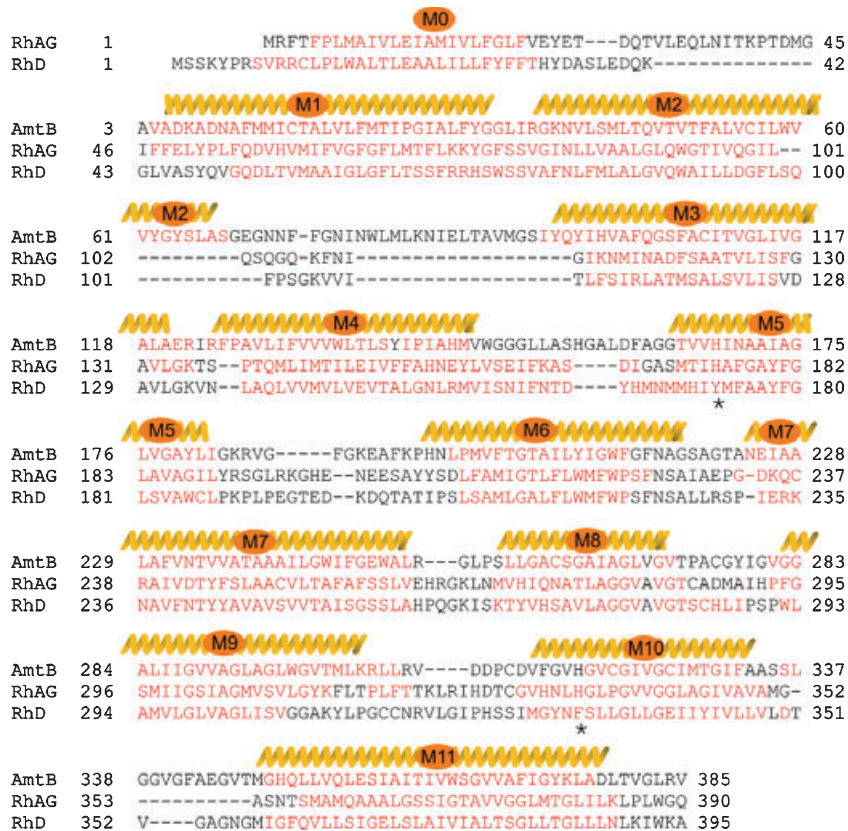 M0
RhAG 1 MRFTFPLMAIVLEIAMIVLFGLFVEYET---DQTVLEQLNITKPTDMG 45
RhD 1 MSSKYPRSVRRCLPLWALTLEAALILLFYFFTHYDASLEDQK-------------- 42
M1 M2
AmtB 3 AVADKADNAFMMICTALVLFMTIPGIALFYGGLIRGKNVLSMLTQVTVTFALVCILWV 60
RhAG 46 IFFELYPLFQDVHVMIFVGFGFLMTFLKKYGFSSVGINLLVAALGLQWGTIVQGIL-- 101
RhD 43 GLVASYQVGQDLTVMAAIGLGFLTSSFRRHSWSSVAFNLFMLALGVQWAILLDGFLSQ 100
M2 M3
AmtB 61 VYGYSLASGEGNNF-FGNINWLMLKNIELTAVMGSIYQYIHVAFQGSFACITVGLIVG 117
RhAG 102 -----------QSQGQ-KFNI-----------------GIKNMINADFSAATVLISFG 130
RhD 101 -------------FPSGKVVI-----------------TLFSIRLATMSALSVLISVD 128
M4 M5
AmtB 118 ALAERIRFPAVLIFVVVWLTLSYIPIAHMVWGGGLLASHGALDFAGGTVVHINAAIAG 175
RhAG 131 AVLGKTS--PTQMLIMTILEIVFFAHNEYLVSEIFKAS----DIGASMTIHAFGAYFG 182
RhD 129 AVLGKVN--LAQLVVMVLVEVTALGNLRMVISNIFNTD----YHMNMMHIYMFAAYFG 180
*
M5 M6 M7
AmtB 176 LVGAYLIGKRVG-----FGKEAFKPHNLPMVFTGTAILYIGWFGFNAGSAGTANEIAA 228
RhAG 183 LAVAGILYRSGLRKGHE--NEESAYYSDLFAMIGTLFLWMFWPSFNSAIAEPG-DKQC 237
RhD 181 LSVAWCLPKPLPEGTED--KDQTATIPSLSAMLGALFLWMFWPSFNSALLRSP-IERK 235
M7 M8
AmtB 229 LAFVNTVVATAAAILGWIFGEWALR---GLPSLLGACSGAIAGLVGVTPACGYIGVGG 283
RhAG 238 RAIVDTYFSLAACVLTAFAFSSLVEHRGKLNMVHIQNATLAGGVAVGTCADMAIHPFG 295
RhD 236 NAVFNTYYAVAVSVVTAISGSSLAHPQGKISKTYVHSAVLAGGVAVGTSCHLIPSPWL 293
M9 M10
AmtB 284 ALIIGVVAGLAGLWGVTMLKRLLRV----DDPCDVFGVHGVCGIVGCIMTGIFAASSL 337
RhAG 296 SMIIGSIAGMVSVLGYKFLTPLFTTKLRIHDTCGVHNLHGLPGVVGGLAGIVAVAMG- 352
RhD 294 AMVLGLVAGLISVGGAKYLPGCCNRVLGIPHSSIMGYNFSLLGLLGEIIYIVLLVLDT 351
*
M11
AmtB 338 GGVGFAEGVTMGHQLLVQLESIAITIVWSGVVAFIGYKLADLTVGLRV 385
RhAG 353 ----------ASNTSMAMQAAALGSSIGTAVVGGLMTGLILKLPLWGQ 390
RhD 352 V----GAGNGMIGFQVLLSIGELSLAIVIALTSGLLTGLLLNLKIWKA 395